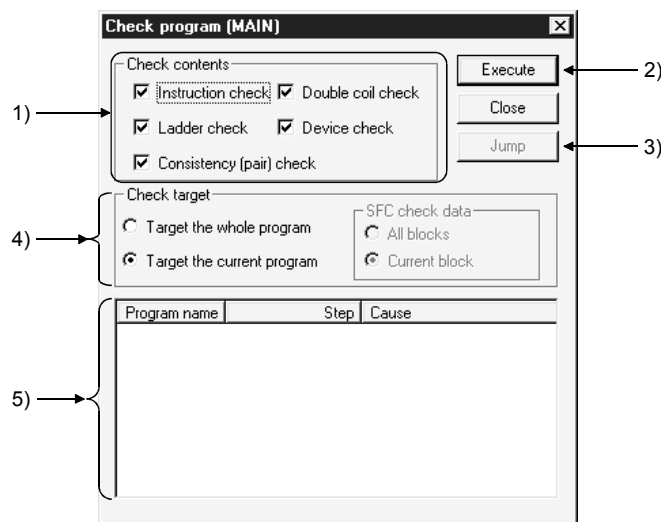 Check program (MAIN)
Check contents
Instruction check
Double coil check
Ladder check
Device check
Consistency (pair) check
Execute
Close
Jump
1)
2)
3)
Check target
Target the whole program
Target the current program
SFC check data
All blocks
Current block
4)
Program name
Step
Cause
5)